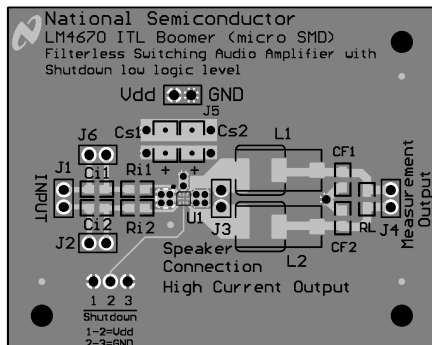 National Semiconductor
LM4670 ITL Boomer (micro SMD)
Filterless Switching Audio Amplifier with
Shutdown low logic level
Vdd GND
J5
Cs1 Cs2
J6
L1
J1
Ci1 Ri1 + +
CF1
INPUT
U1
J3
RL
J4
Measurement
Output
Ci2 Ri2
J2
CF2
L2
Speaker
Connection
High Current Output
1 2 3
Shutdown
1-2=Vdd
2-3=GND